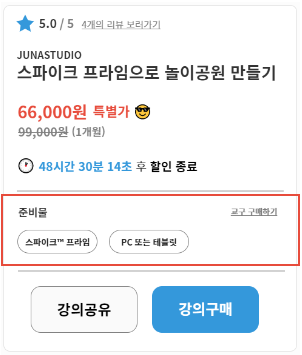 5.0 / 5 4개의 리뷰 보러가기
JUNASTUDIO
스파이크 프라임으로 놀이공원 만들기
66,000원 특별가
99,000원 (1개월)
48시간 30분 14초 후 할인 종료
준비물 교구 구매하기
스파이크™ 프라임 PC 또는 태블릿
강의공유 강의구매